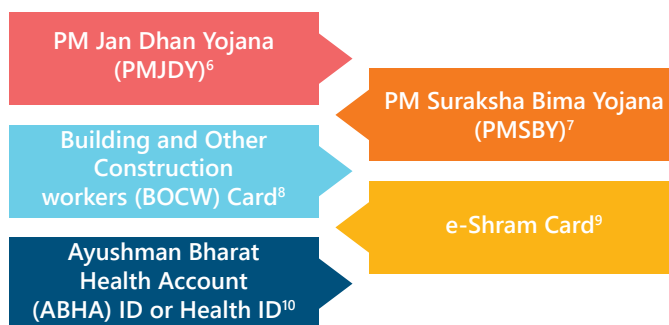 PM Jan Dhan Yojana
(PMJDY)⁶
PM Suraksha Bima Yojana
(PMSBY)⁷
Building and Other
Construction
workers (BOCW) Card⁸
e-Shram Card⁹
Ayushman Bharat
Health Account
(ABHA) ID or Health ID¹⁰